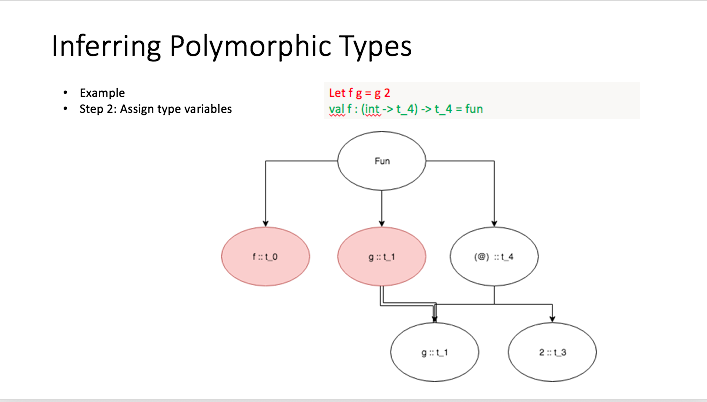 Inferring Polymorphic Types
• Example
• Step 2: Assign type variables
Let f g = g 2
val f : (int -> t_4) -> t_4 = fun
Fun
f :: t_0
g :: t_1
(@) :: t_4
g :: t_1
2 :: t_3